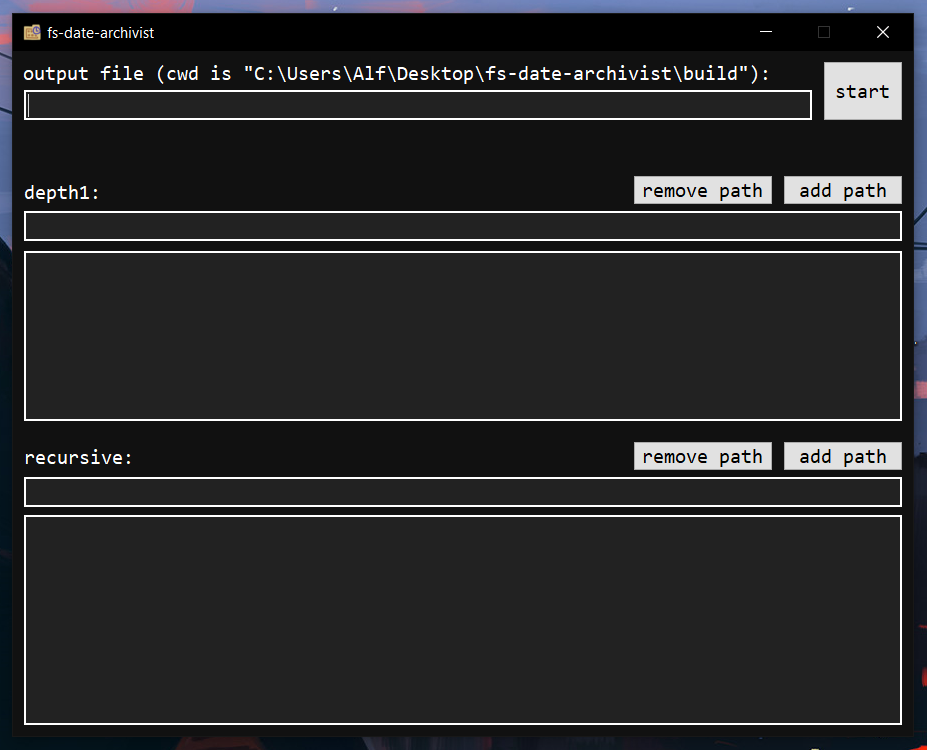 fs-date-archivist
output file (cwd is "C:\Users\Alf\Desktop\fs-date-archivist\build"):
start
depth1:
remove path
add path
recursive:
remove path
add path